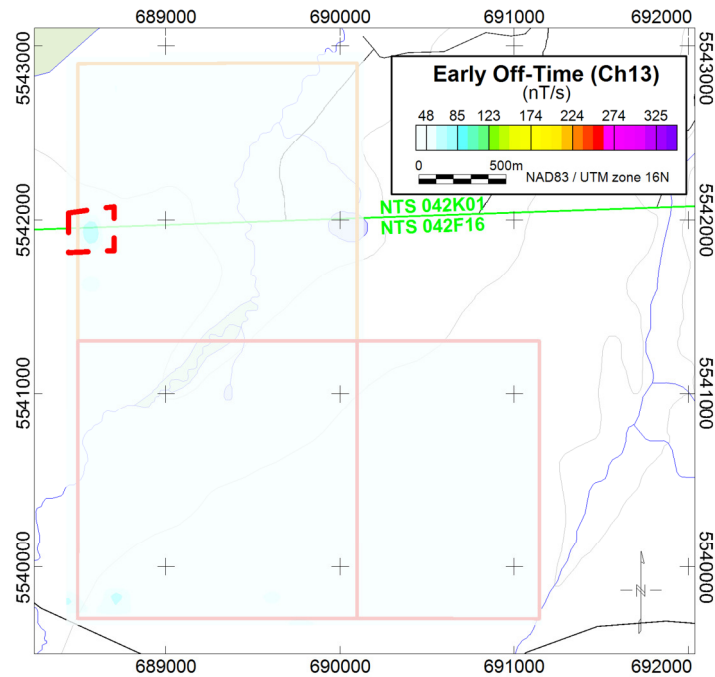 689000 690000 691000 692000
5543000
5543000
Early Off-Time (Ch13)
(nT/s)
48 85 123 174 224 274 325
0 500m
NAD83 / UTM zone 16N
NTS 042K01
NTS 042F16
5542000
5542000
5541000
5541000
5540000
5540000
N
689000 690000 691000 692000